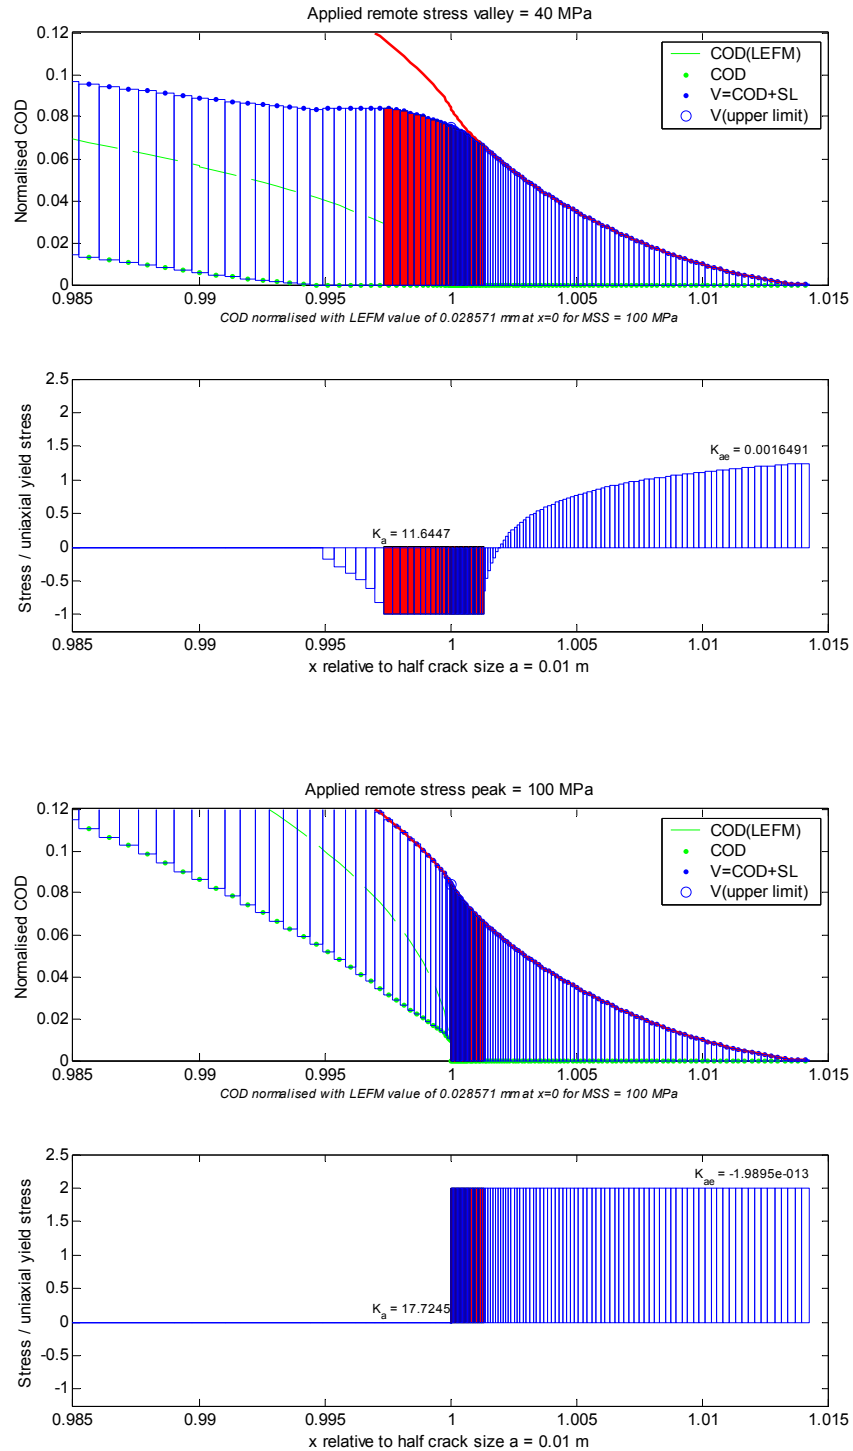 Applied remote stress valley = 40 MPa
0.12
0.1
0.08
0.06
0.04
0.02
0
Normalised COD
COD(LEFM)
COD
V=COD+SL
V(upper limit)
0.985 0.99 0.995 1 1.005 1.01 1.015
COD normalised with LEFM value of 0.028571 mm at x=0 for MSS = 100 MPa
2.5
2
1.5
1
0.5
0
-0.5
-1
Stress / uniaxial yield stress
K_ae = 0.0016491
K_a = 11.6447
0.985 0.99 0.995 1 1.005 1.01 1.015
x relative to half crack size a = 0.01 m
Applied remote stress peak = 100 MPa
0.12
0.1
0.08
0.06
0.04
0.02
0
Normalised COD
COD(LEFM)
COD
V=COD+SL
V(upper limit)
0.985 0.99 0.995 1 1.005 1.01 1.015
COD normalised with LEFM value of 0.028571 mm at x=0 for MSS = 100 MPa
2.5
2
1.5
1
0.5
0
-0.5
-1
Stress / uniaxial yield stress
K_ae = -1.9895e-013
K_a = 17.7245
0.985 0.99 0.995 1 1.005 1.01 1.015
x relative to half crack size a = 0.01 m